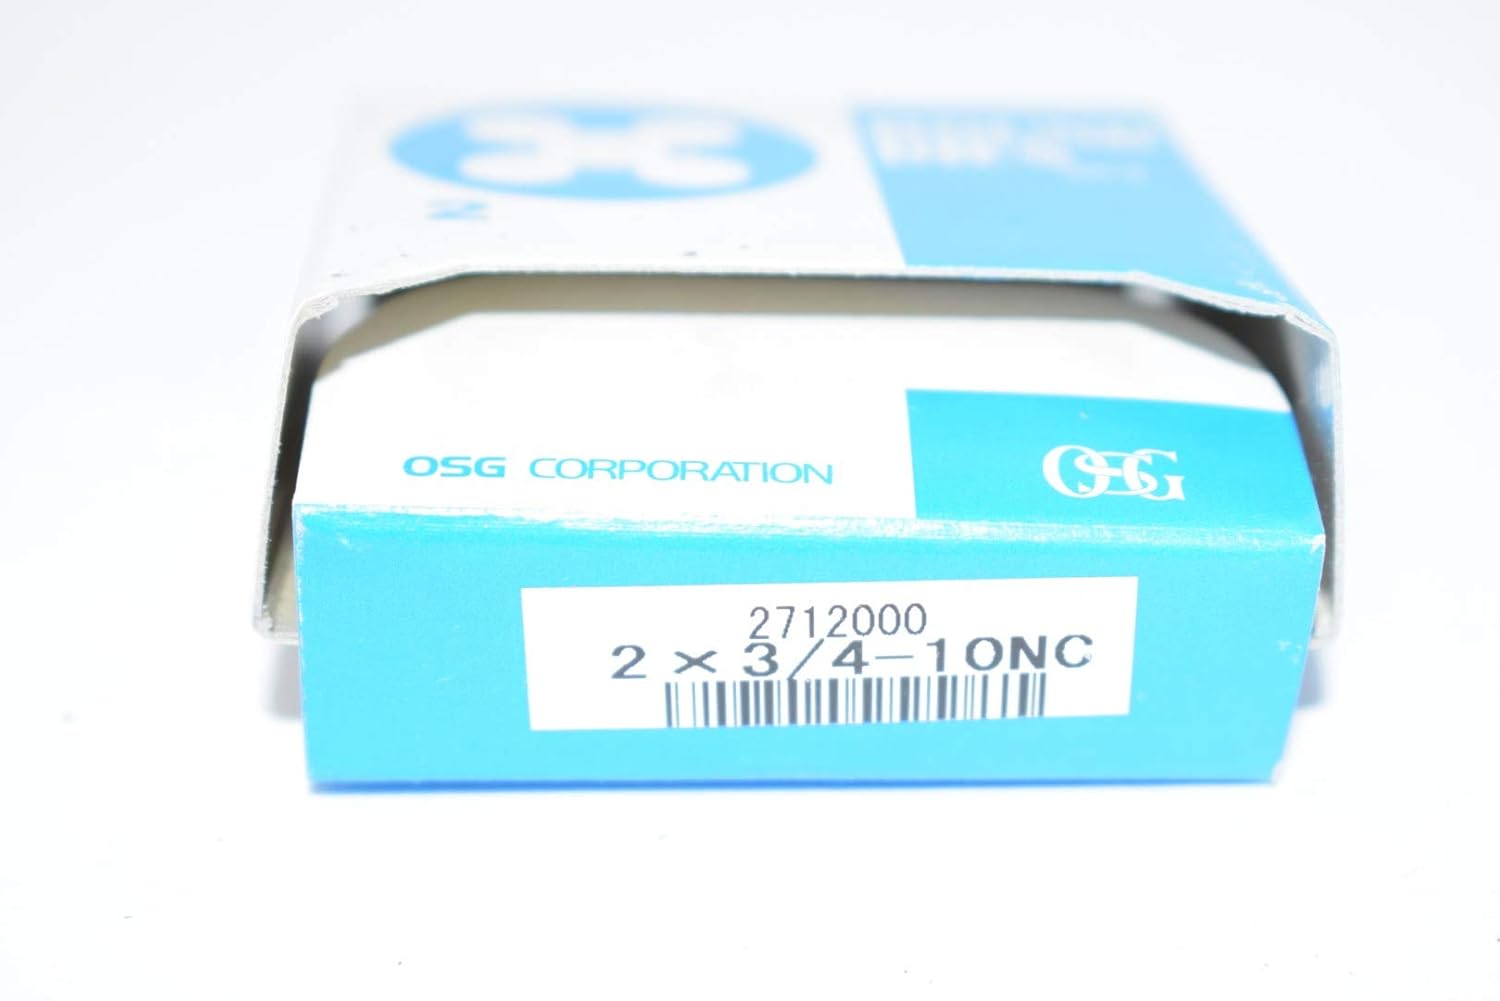 OSG CORPORATION
OSG
2712000
2 × 3/4-10NC